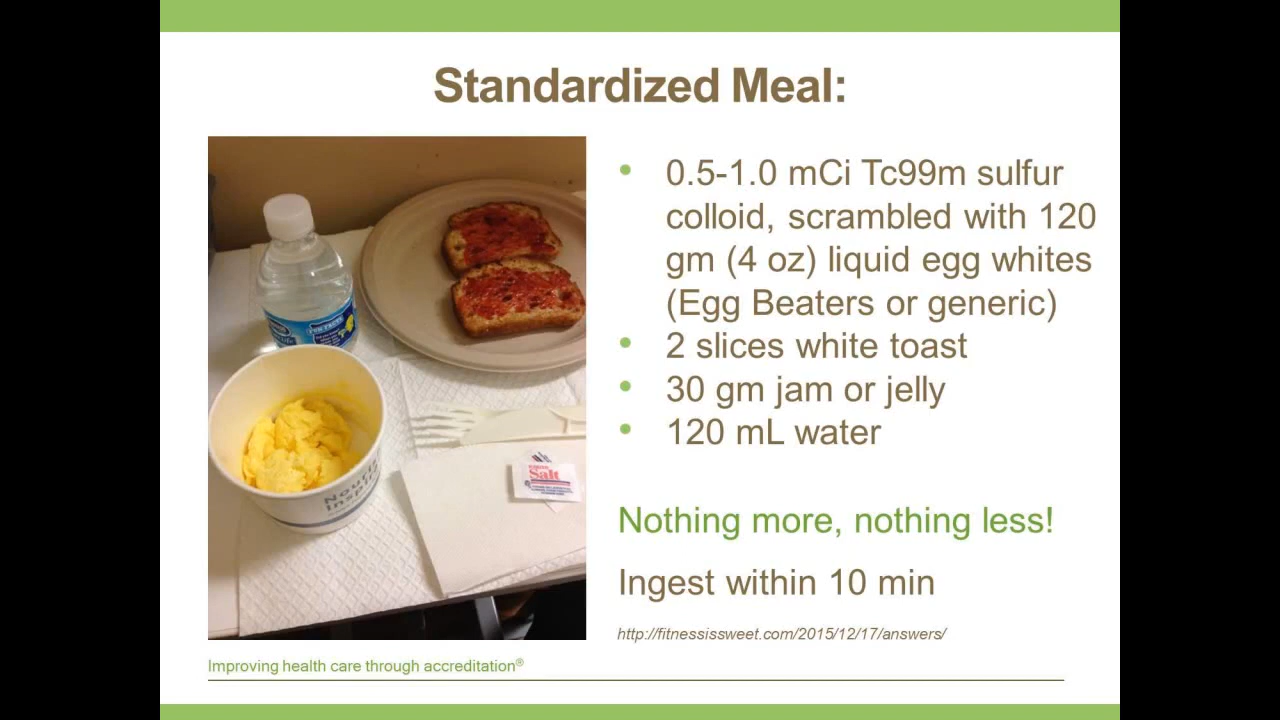 Standardized Meal:
• 0.5-1.0 mCi Tc99m sulfur
colloid, scrambled with 120
gm (4 oz) liquid egg whites
(Egg Beaters or generic)
• 2 slices white toast
• 30 gm jam or jelly
• 120 mL water
Nothing more, nothing less!
Ingest within 10 min
http://fitnessissweet.com/2015/12/17/answers/
Salt
Improving health care through accreditation®